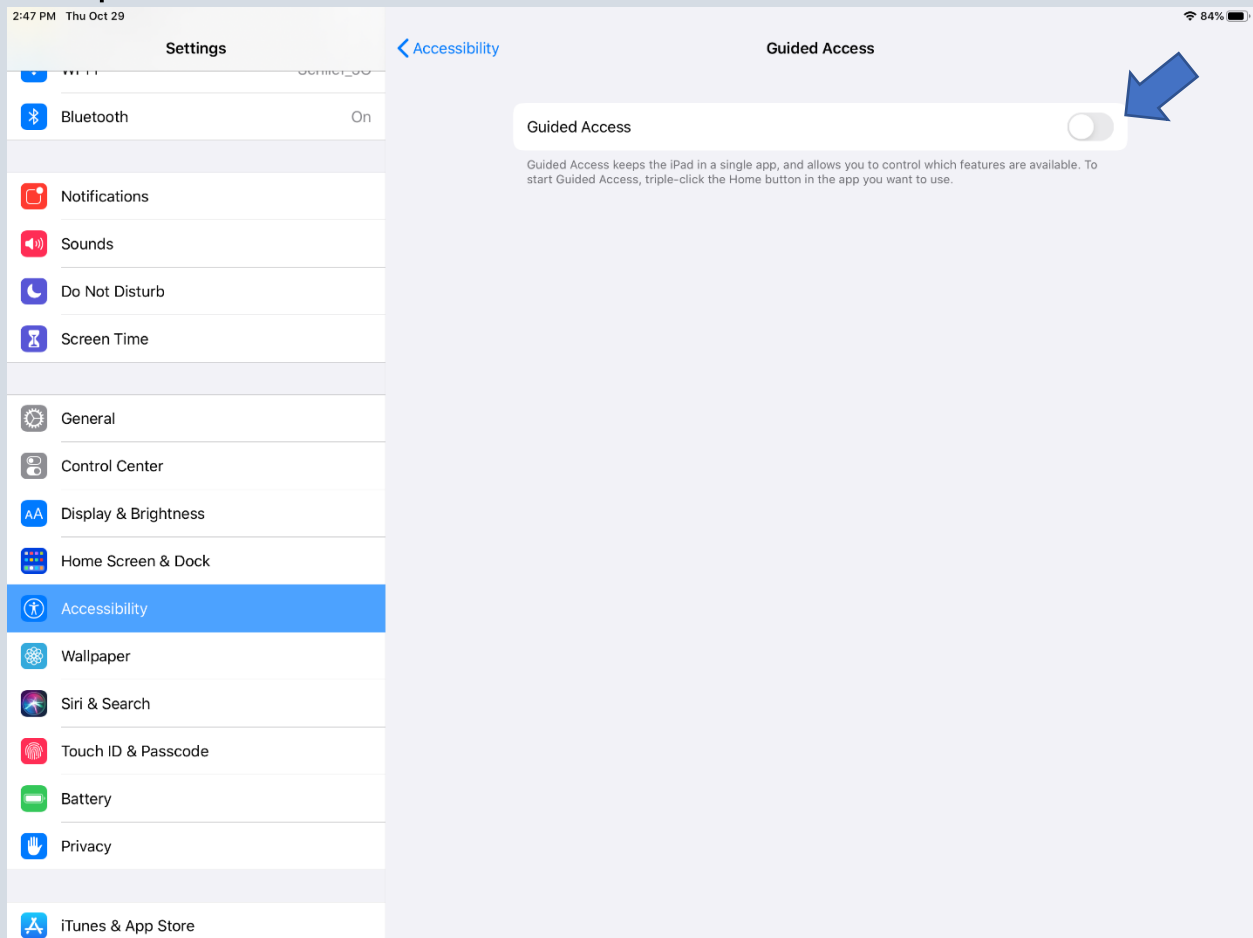 2:47 PM Thu Oct 29
84%
Settings
Bluetooth
On
Notifications
Sounds
Do Not Disturb
Screen Time
General
Control Center
AA Display & Brightness
Home Screen & Dock
Accessibility
Wallpaper
Siri & Search
Touch ID & Passcode
Battery
Privacy
iTunes & App Store
Accessibility
Guided Access
Guided Access
Guided Access keeps the iPad in a single app, and allows you to control which features are available. To
start Guided Access, triple-click the Home button in the app you want to use.